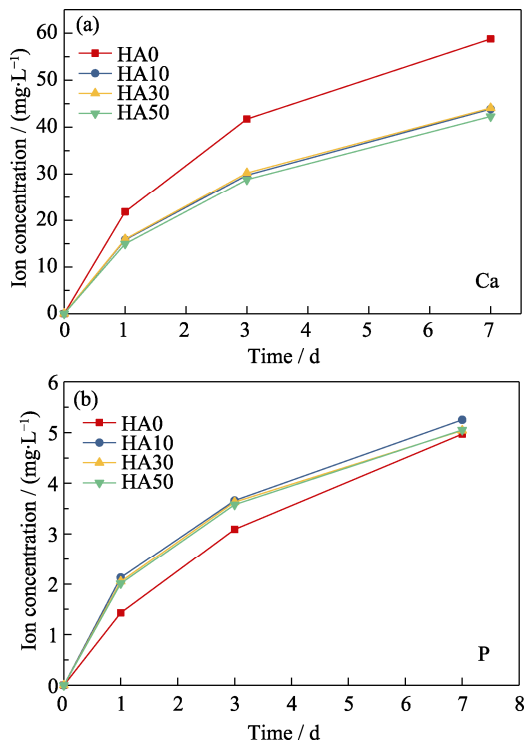 (a)
HA0
HA10
HA30
HA50
Ion concentration / (mg·L⁻¹)
60
50
40
30
20
10
0
0 1 2 3 4 5 6 7
Ca
Time / d
(b)
HA0
HA10
HA30
HA50
Ion concentration / (mg·L⁻¹)
6
5
4
3
2
1
0
0 1 2 3 4 5 6 7 8
P
Time / d